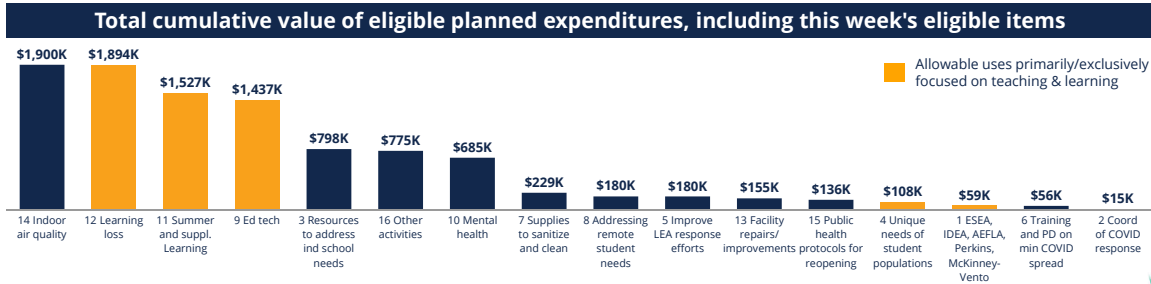 Total cumulative value of eligible planned expenditures, including this week's eligible items
Allowable uses primarily/exclusively
focused on teaching & learning
$1,900K
$1,894K
$1,527K
$1,437K
$798K
$775K
$685K
$229K
$180K
$180K
$155K
$136K
$108K
$59K
$56K
$15K
14 Indoor
air quality
12 Learning
loss
11 Summer
and suppl.
Learning
9 Ed tech
3 Resources
to address
ind school
needs
16 Other
activities
10 Mental
health
7 Supplies
to sanitize
and clean
8 Addressing
remote
student
needs
5 Improve
LEA response
efforts
13 Facility
repairs/
improvements
15 Public
health
protocols for
reopening
4 Unique
needs of
student
populations
1 ESEA,
IDEA, AEFLA,
Perkins,
McKinney-
Vento
6 Training
and PD on
min COVID
spread
2 Coord
of COVID
response